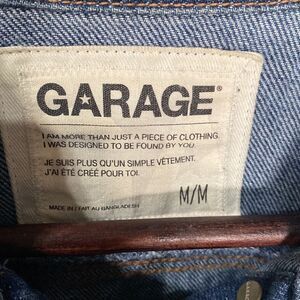 GARAGE®
I AM MORE THAN JUST A PIECE OF CLOTHING.
I WAS DESIGNED TO BE FOUND BY YOU.
JE SUIS PLUS QU'UN SIMPLE VÊTEMENT.
J'AI ÉTÉ CRÉÉ POUR TOI.
M/M
MADE IN / FAIT AU BANGLADESH